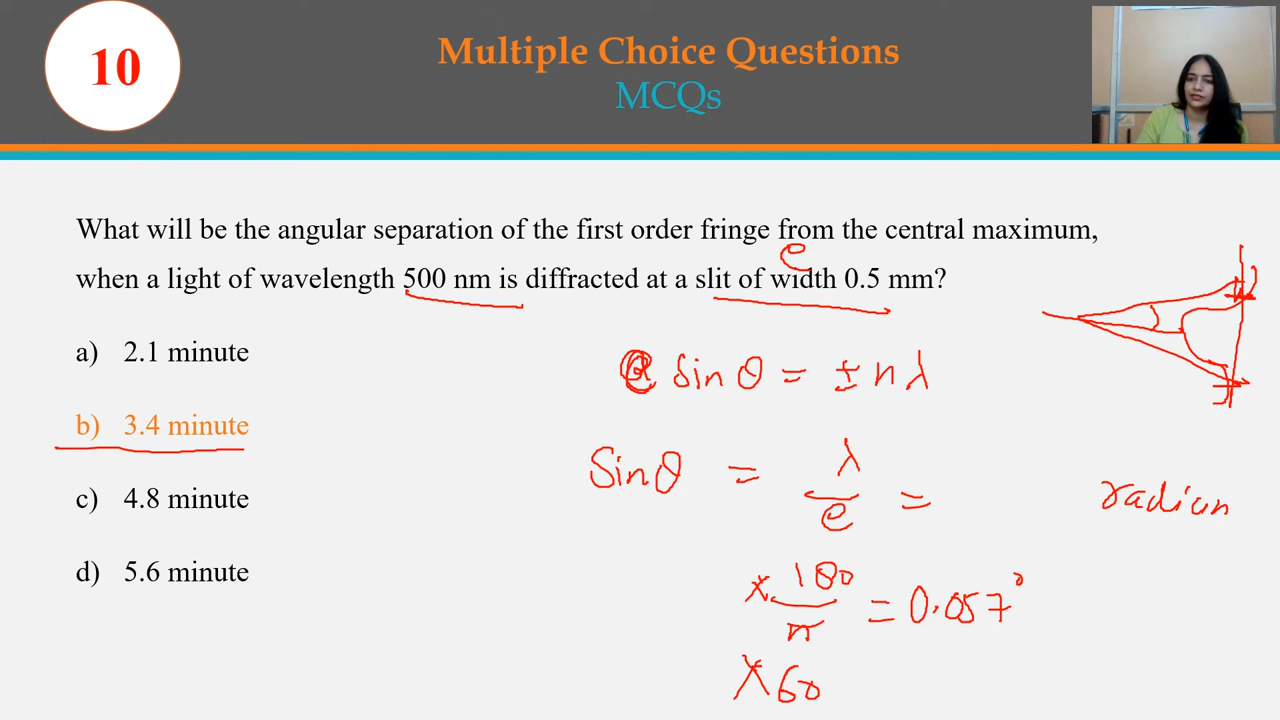 10
Multiple Choice Questions
MCQs
What will be the angular separation of the first order fringe from the central maximum,
e
when a light of wavelength 500 nm is diffracted at a slit of width 0.5 mm?
a) 2.1 minute
b) 3.4 minute
c) 4.8 minute
d) 5.6 minute
e Sin θ = ± n λ
Sin θ = λ/e = radian
× 180/π = 0.057°
× 60